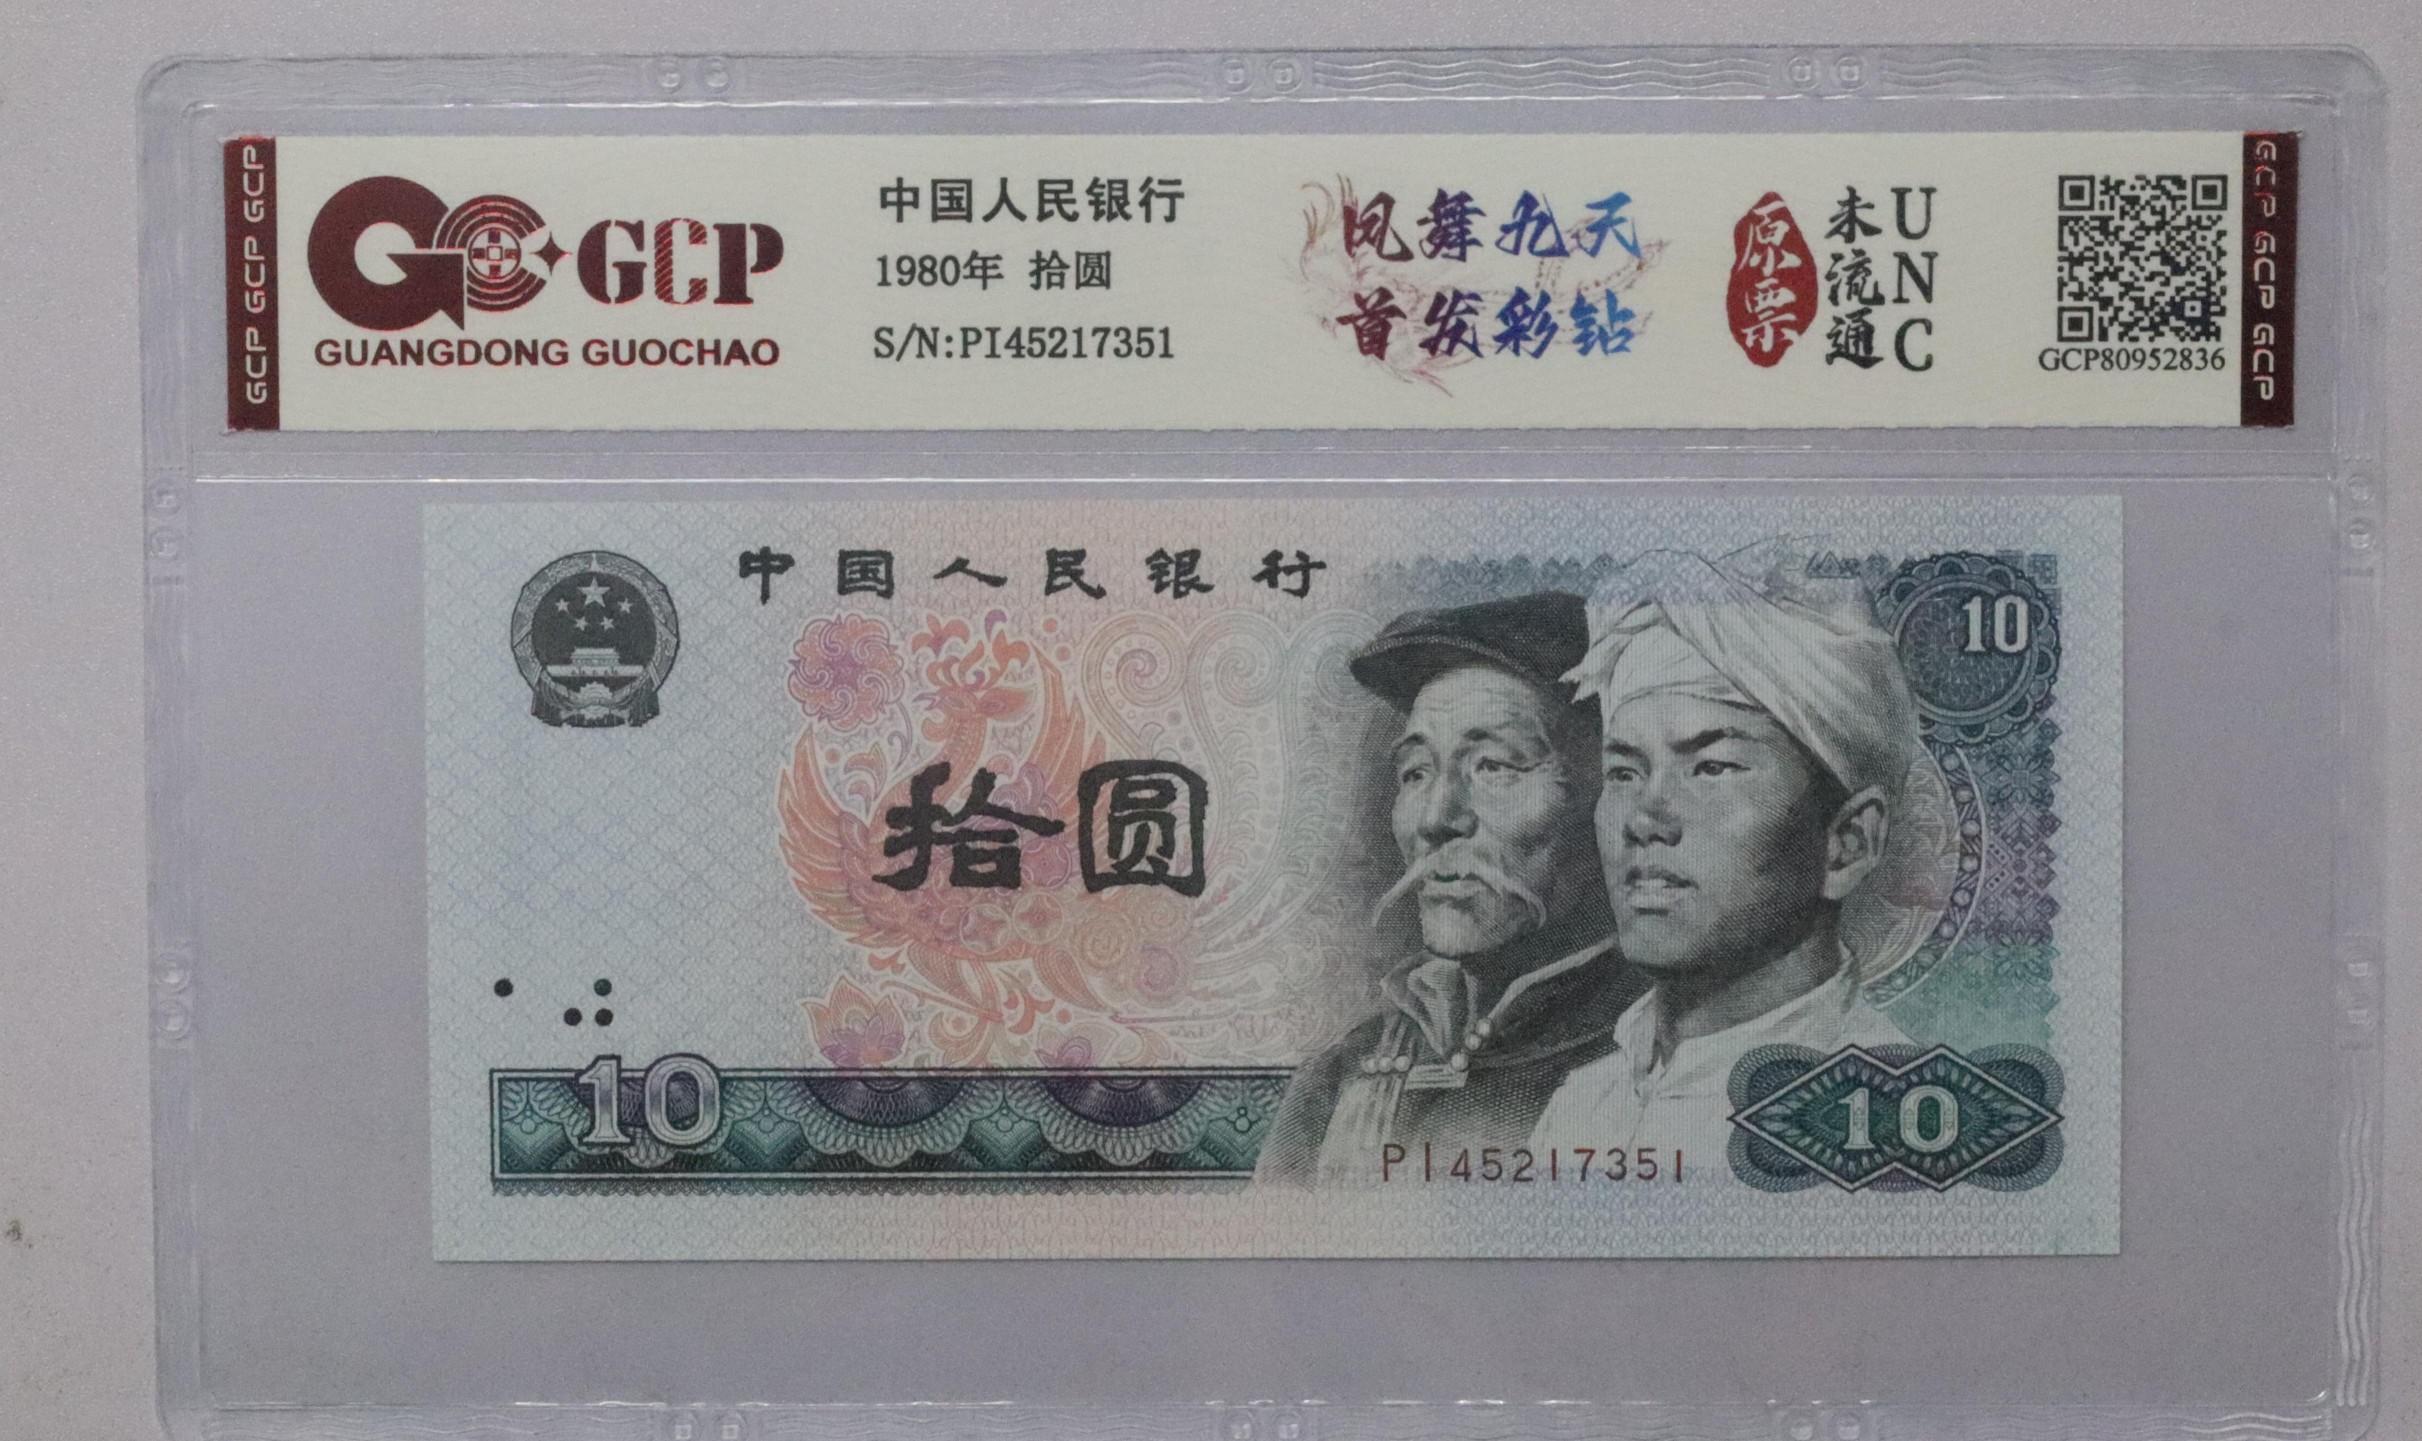 GCP GCP GCP
GCP
GUANGDONG GUOCHAO
中国人民银行
1980年 拾圆
S/N:PI45217351
凤舞九天
首发彩钻
原票
未流通
UNC
GCP80952836
GCP GCP GCP
中国人民银行
10
拾圆
10
PI45217351
10